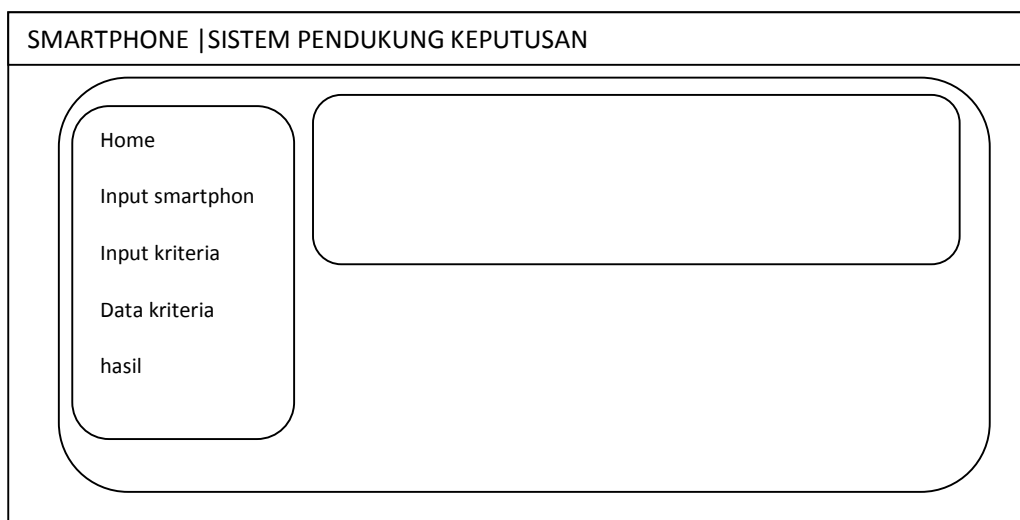 SMARTPHONE |SISTEM PENDUKUNG KEPUTUSAN
Home
Input smartphon
Input kriteria
Data kriteria
hasil